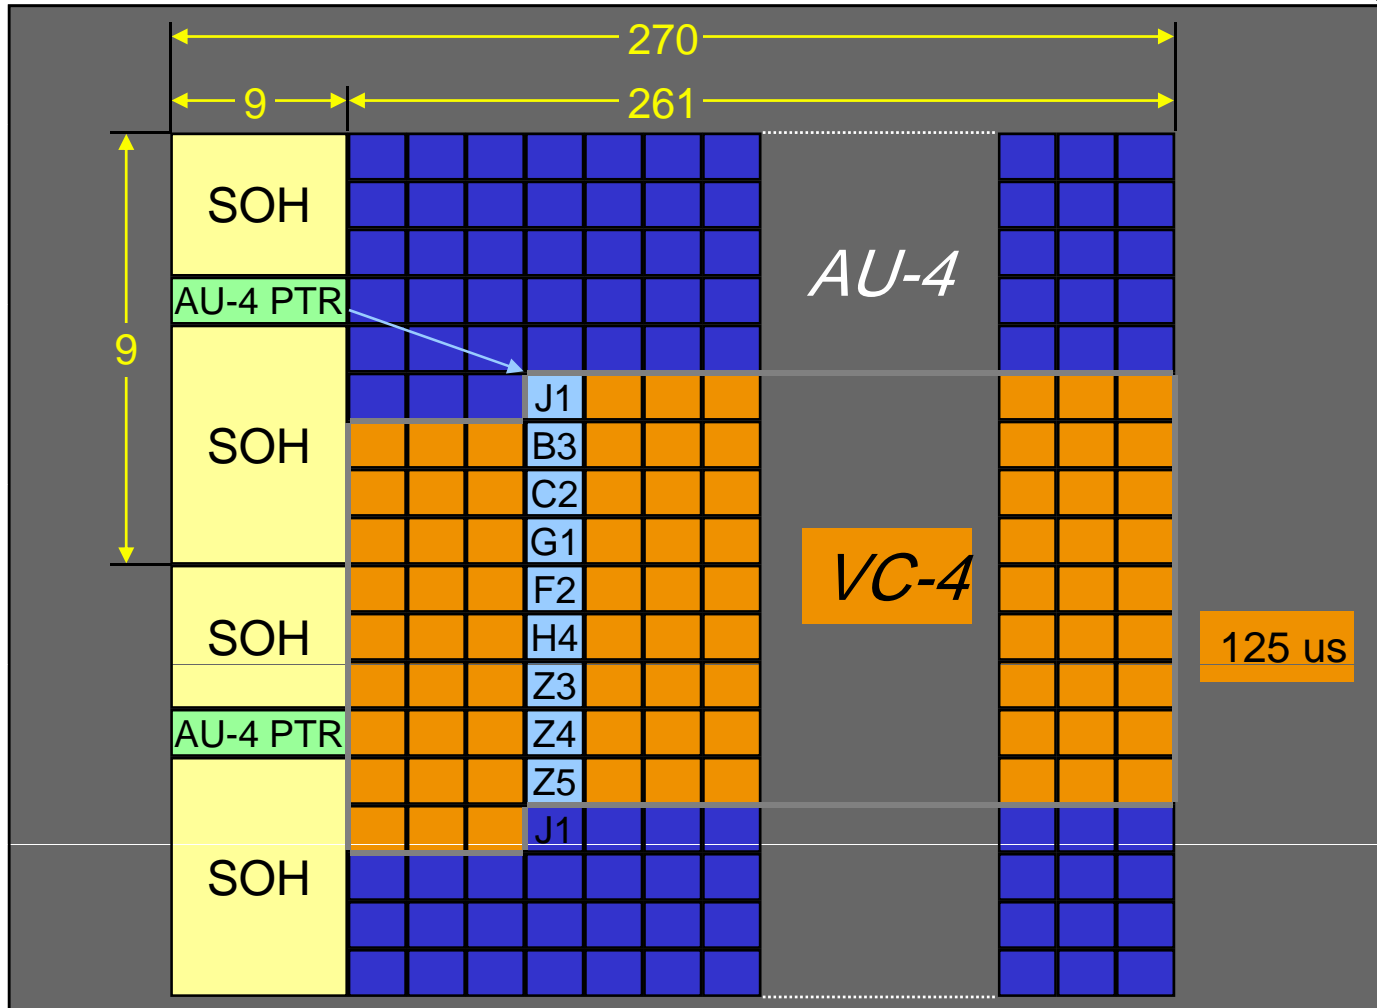 270
9
261
SOH
AU-4
AU-4 PTR
9
J1
SOH
B3
C2
G1
VC-4
F2
SOH
H4
125 us
Z3
AU-4 PTR
Z4
Z5
J1
SOH